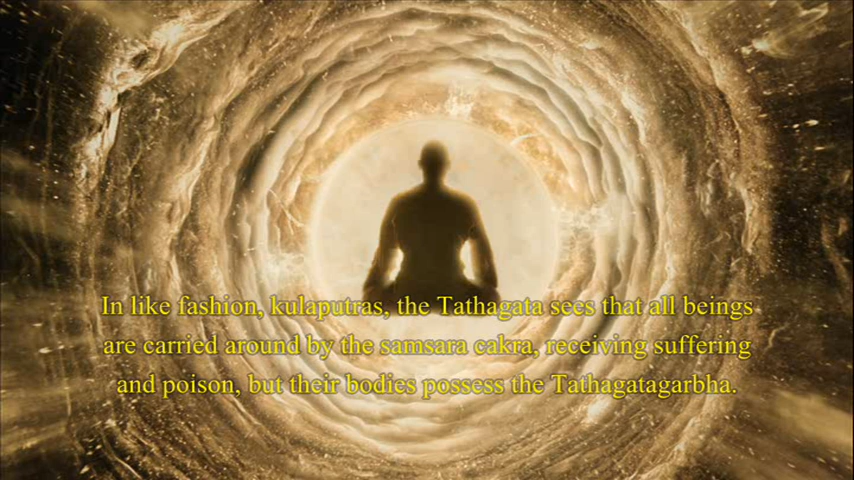 In like fashion, kulaputras, the Tathagata sees that all beings
are carried around by the samsara cakra, receiving suffering
and poison, but their bodies possess the Tathagatagarbha.